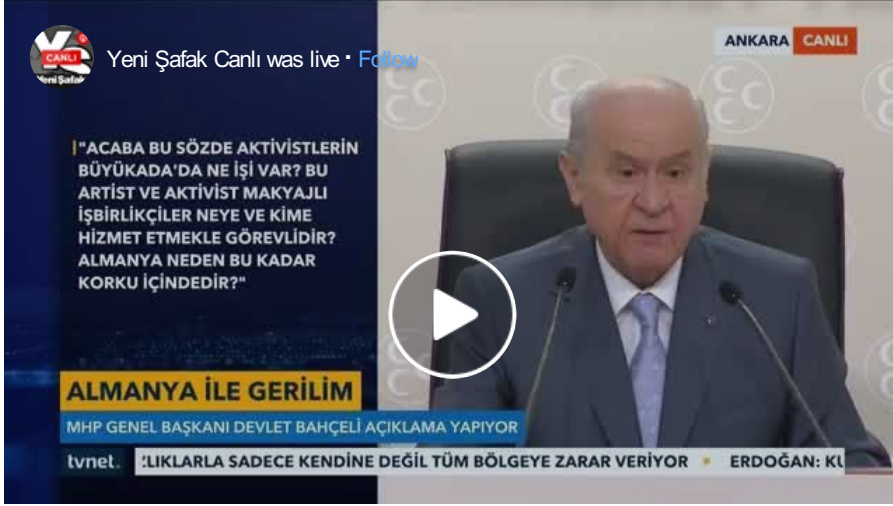 Yeni Şafak Canlı was live · Follow
CANLI
Yeni Şafak
ANKARA CANLI
"ACABA BU SÖZDE AKTİVİSTLERİN
BÜYÜKADA'DA NE İŞİ VAR? BU
ARTİST VE AKTİVİST MAKYAJLI
İŞBİRLİKÇİLER NEYE VE KİME
HİZMET ETMEKLE GÖREVLİDİR?
ALMANYA NEDEN BU KADAR
KORKU İÇİNDEDİR?"
ALMANYA İLE GERİLİM
MHP GENEL BAŞKANI DEVLET BAHÇELİ AÇIKLAMA YAPIYOR
tvnet. SADECE KENDİNE DEĞİL TÜM BÖLGEYE ZARAR VERİYOR • ERDOĞAN: